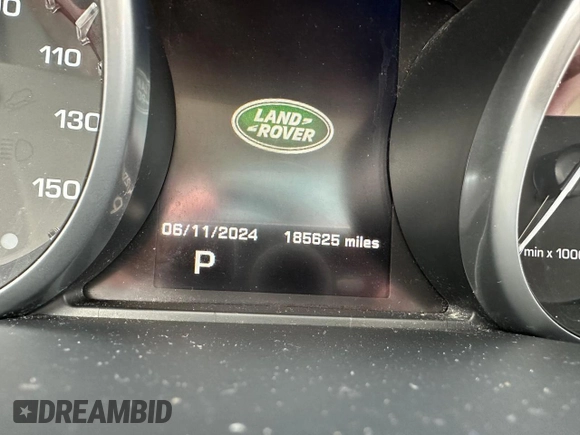 110
130
150
LAND
ROVER
06/11/2024 185625 miles
P
min x 1000
DREAMBID